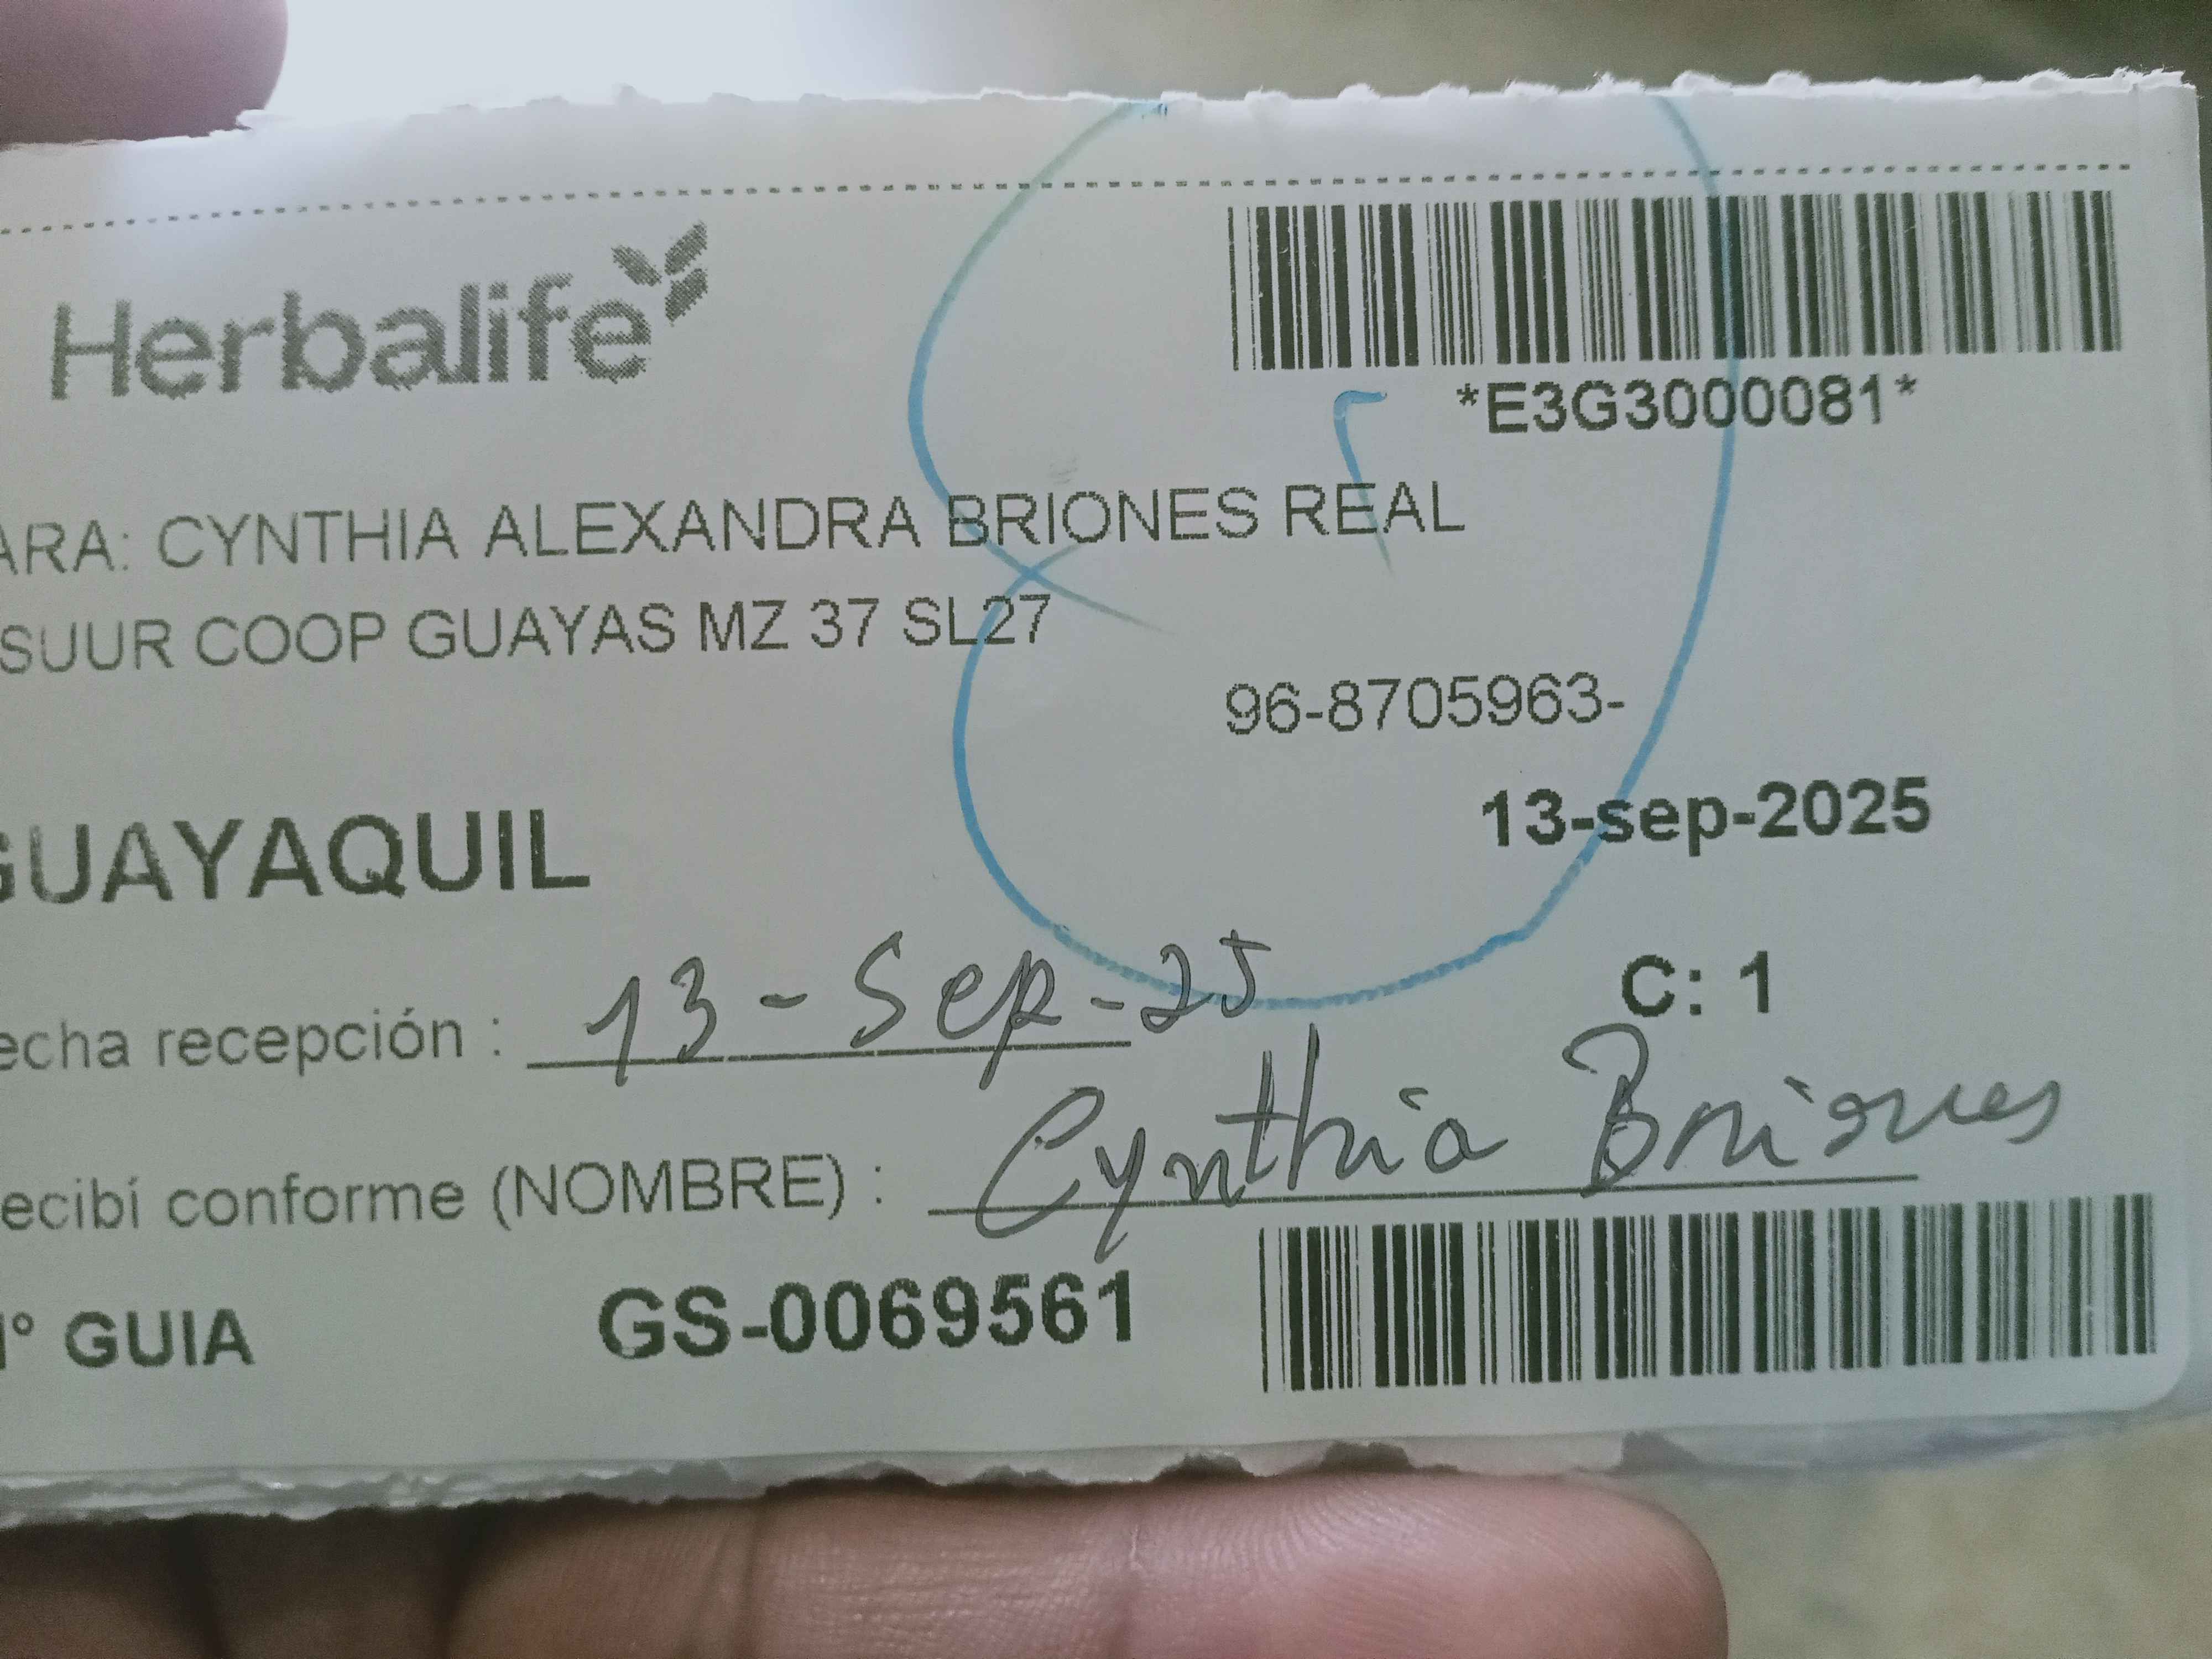 Herbalife
*E3G3000081*
ARA: CYNTHIA ALEXANDRA BRIONES REAL
SUUR COOP GUAYAS MZ 37 SL27
96-8705963-
13-sep-2025
GUAYAQUIL
C: 1
echa recepción : 13-Sep-25
ecibí conforme (NOMBRE) : Cynthia Briones
N° GUIA GS-0069561